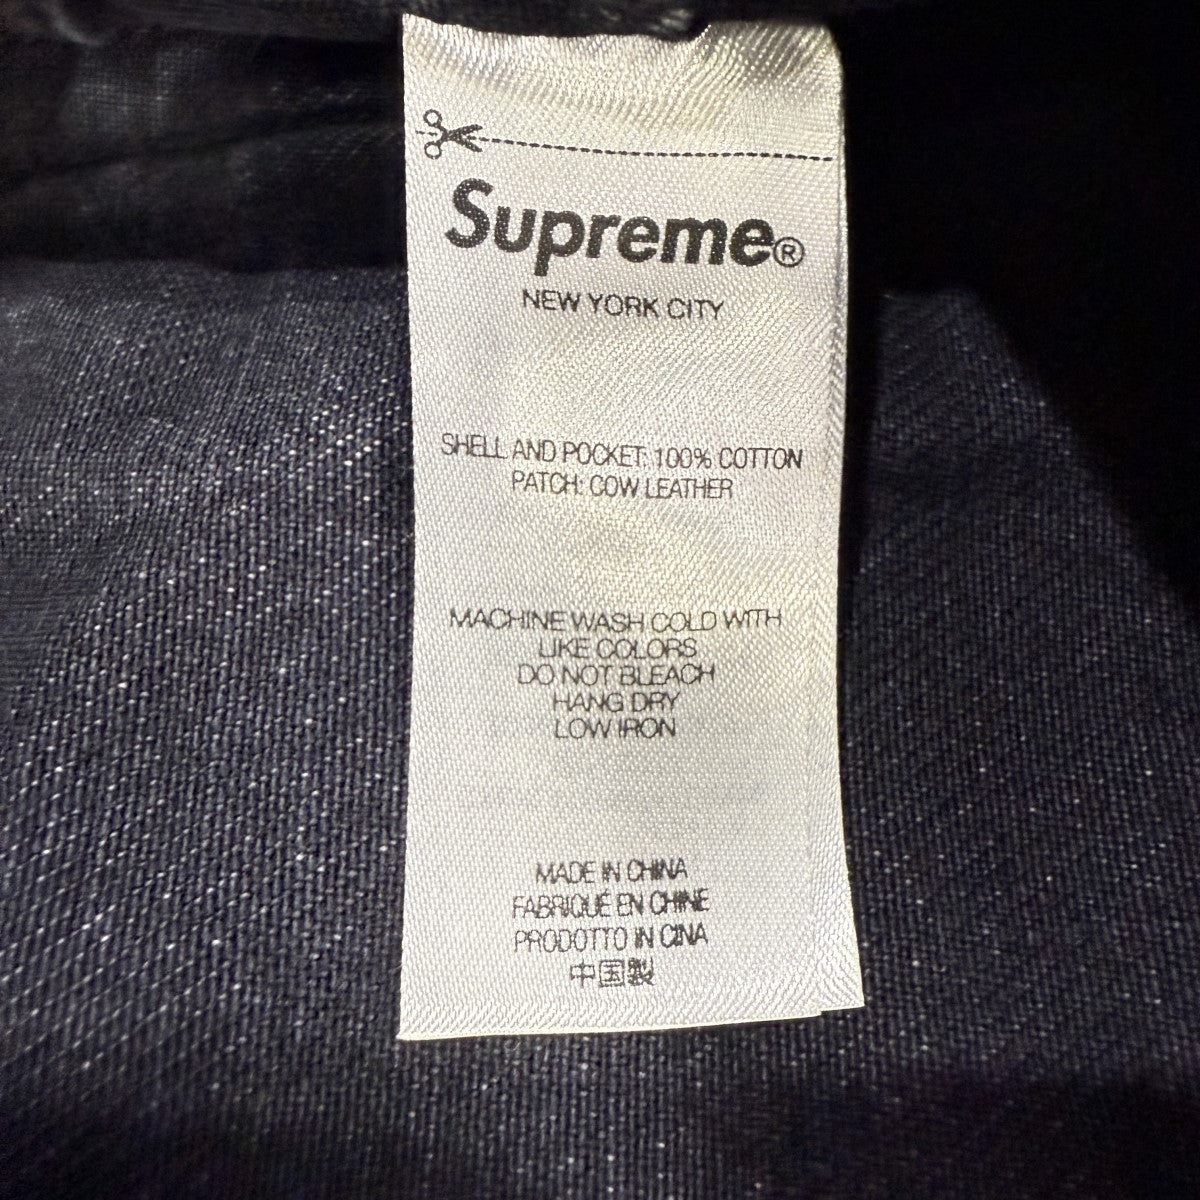 Supreme®
NEW YORK CITY
SHELL AND POCKET: 100% COTTON
PATCH: COW LEATHER
MACHINE WASH COLD WITH
LIKE COLORS
DO NOT BLEACH
HANG DRY
LOW IRON
MADE IN CHINA
FABRIQUÉ EN CHINE
PRODOTTO IN CINA
中国製